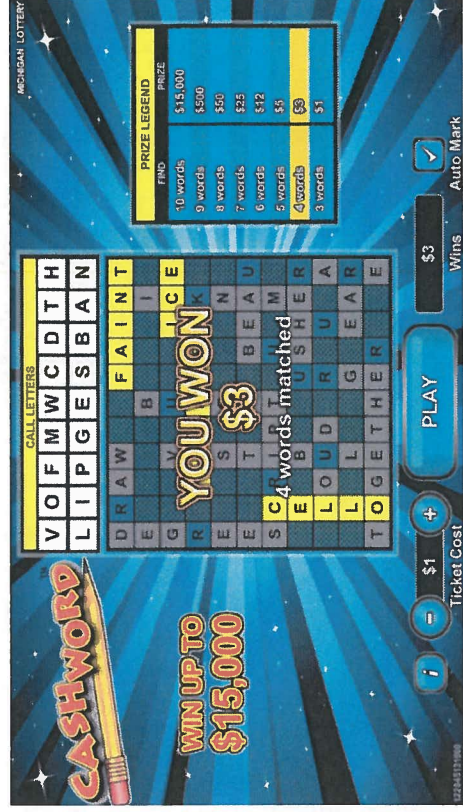 MICHIGAN LOTTERY
CASHWORD
WIN UP TO
$15,000
CALL LETTERS
V O F M W C D T H
L I P G E S B A N
D R A W F A I N T
E B I
G V I C E
R K
E S N
E T B E A U
S C R I M
E B U S H E R
L O U D R U A
L L G E A R
T O G E T H E R E
YOU WON
$3
4 words matched
PRIZE LEGEND
FIND PRIZE
10 words $15,000
9 words $500
8 words $50
7 words $25
6 words $12
5 words $5
4 words $3
3 words $1
i
−
$1
+
Ticket Cost
PLAY
$3
Wins
Auto Mark